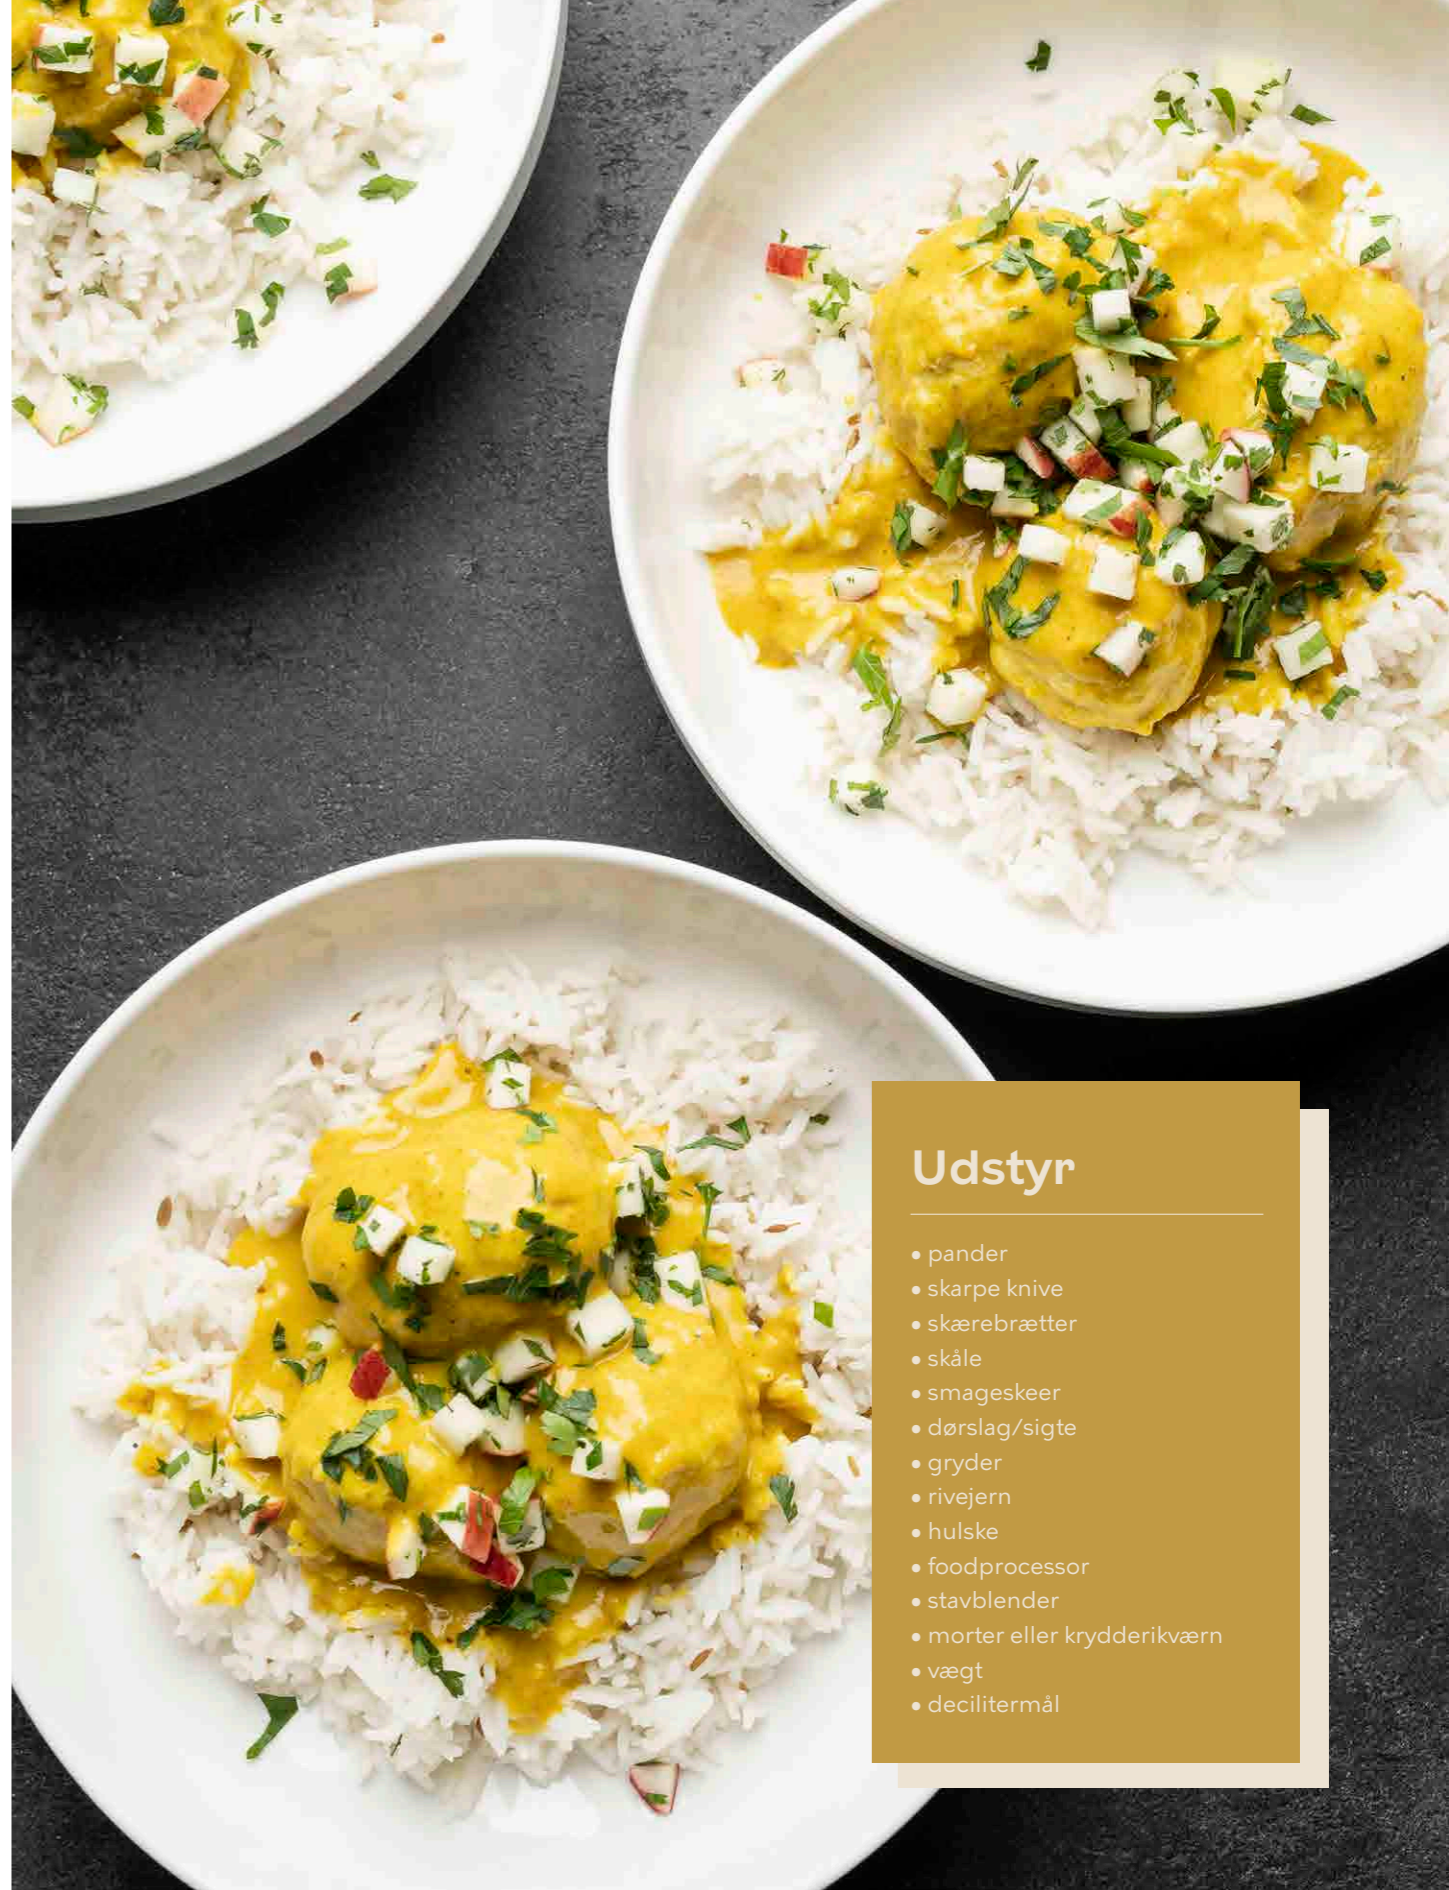 Udstyr
• pander
• skarpe knive
• skærebrætter
• skåle
• smageskeer
• dørslag/sigte
• gryder
• rivejern
• hulske
• foodprocessor
• stavblender
• morter eller krydderikværn
• vægt
• decilitermål